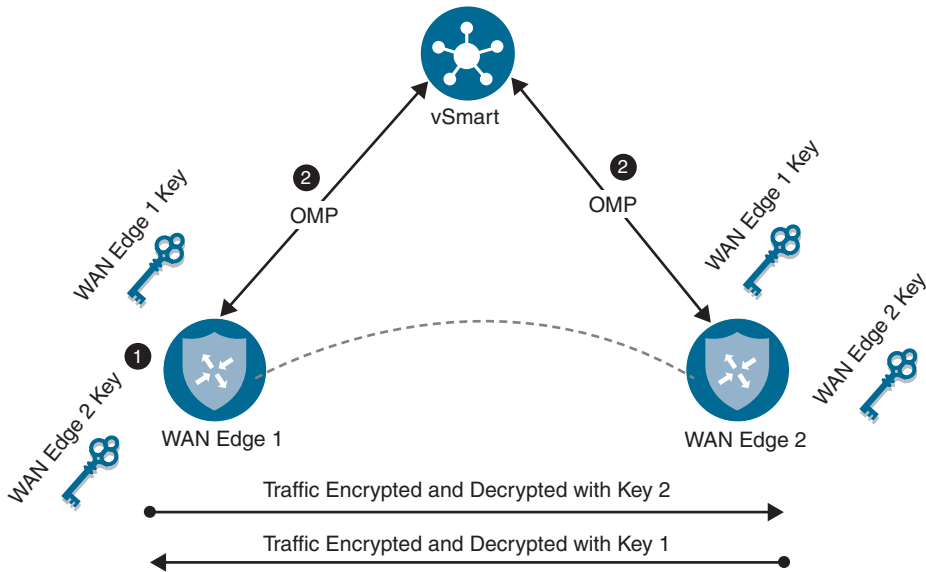 vSmart
2
2
OMP
OMP
WAN Edge 1 Key
WAN Edge 1 Key
1
WAN Edge 2 Key
WAN Edge 2 Key
WAN Edge 1
WAN Edge 2
Traffic Encrypted and Decrypted with Key 2
Traffic Encrypted and Decrypted with Key 1